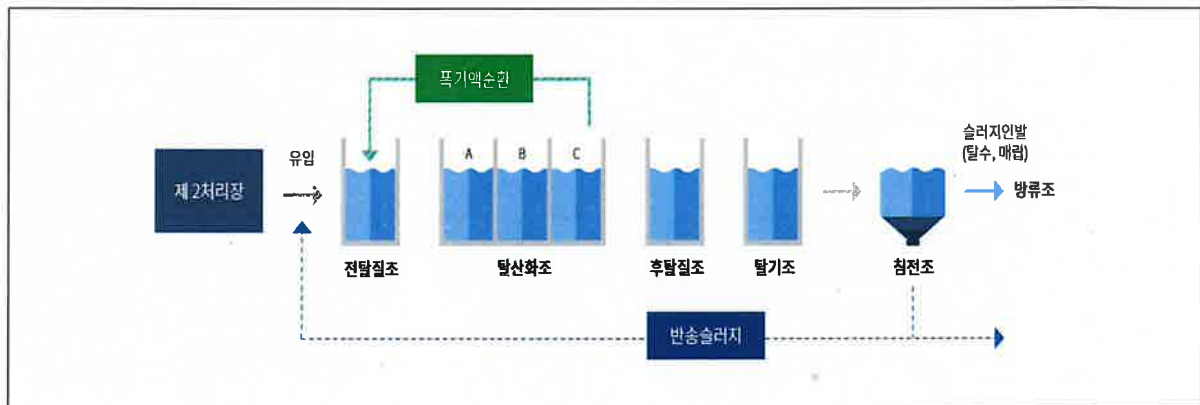 폭기액순환
제 2처리장
유입
A
B
C
슬러지인발
(탈수, 매립)
방류조
전탈질조
탈산화조
후탈질조
탈기조
침전조
반송슬러지